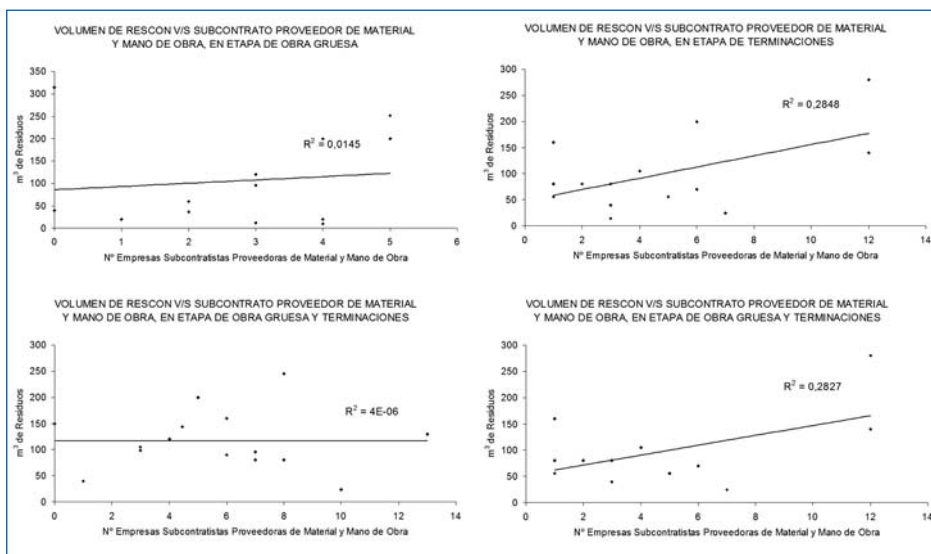 VOLUMEN DE RESCON V/S SUBCONTRATO PROVEEDOR DE MATERIAL
Y MANO DE OBRA, EN ETAPA DE OBRA GRUESA
350
300
250
200
150
100
50
0
m³ de Residuos
R² = 0,0145
0 1 2 3 4 5 6
Nº Empresas Subcontratistas Proveedoras de Material y Mano de Obra
VOLUMEN DE RESCON V/S SUBCONTRATO PROVEEDOR DE MATERIAL
Y MANO DE OBRA, EN ETAPA DE TERMINACIONES
300
250
200
150
100
50
0
m³ de Residuos
R² = 0,2848
0 2 4 6 8 10 12 14
Nº Empresas Subcontratistas Proveedoras de Material y Mano de Obra
VOLUMEN DE RESCON V/S SUBCONTRATO PROVEEDOR DE MATERIAL
Y MANO DE OBRA, EN ETAPA DE OBRA GRUESA Y TERMINACIONES
300
250
200
150
100
50
0
m³ de Residuos
R² = 4E-06
0 2 4 6 8 10 12 14
Nº Empresas Subcontratistas Proveedoras de Material y Mano de Obra
VOLUMEN DE RESCON V/S SUBCONTRATO PROVEEDOR DE MATERIAL
Y MANO DE OBRA, EN ETAPA DE OBRA GRUESA Y TERMINACIONES
300
250
200
150
100
50
0
m³ de Residuos
R² = 0,2827
0 2 4 6 8 10 12 14
Nº Empresas Subcontratistas Proveedoras de Material y Mano de Obra